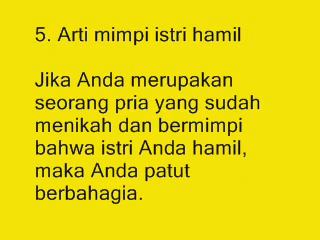 5. Arti mimpi istri hamil
Jika Anda merupakan
seorang pria yang sudah
menikah dan bermimpi
bahwa istri Anda hamil,
maka Anda patut
berbahagia.